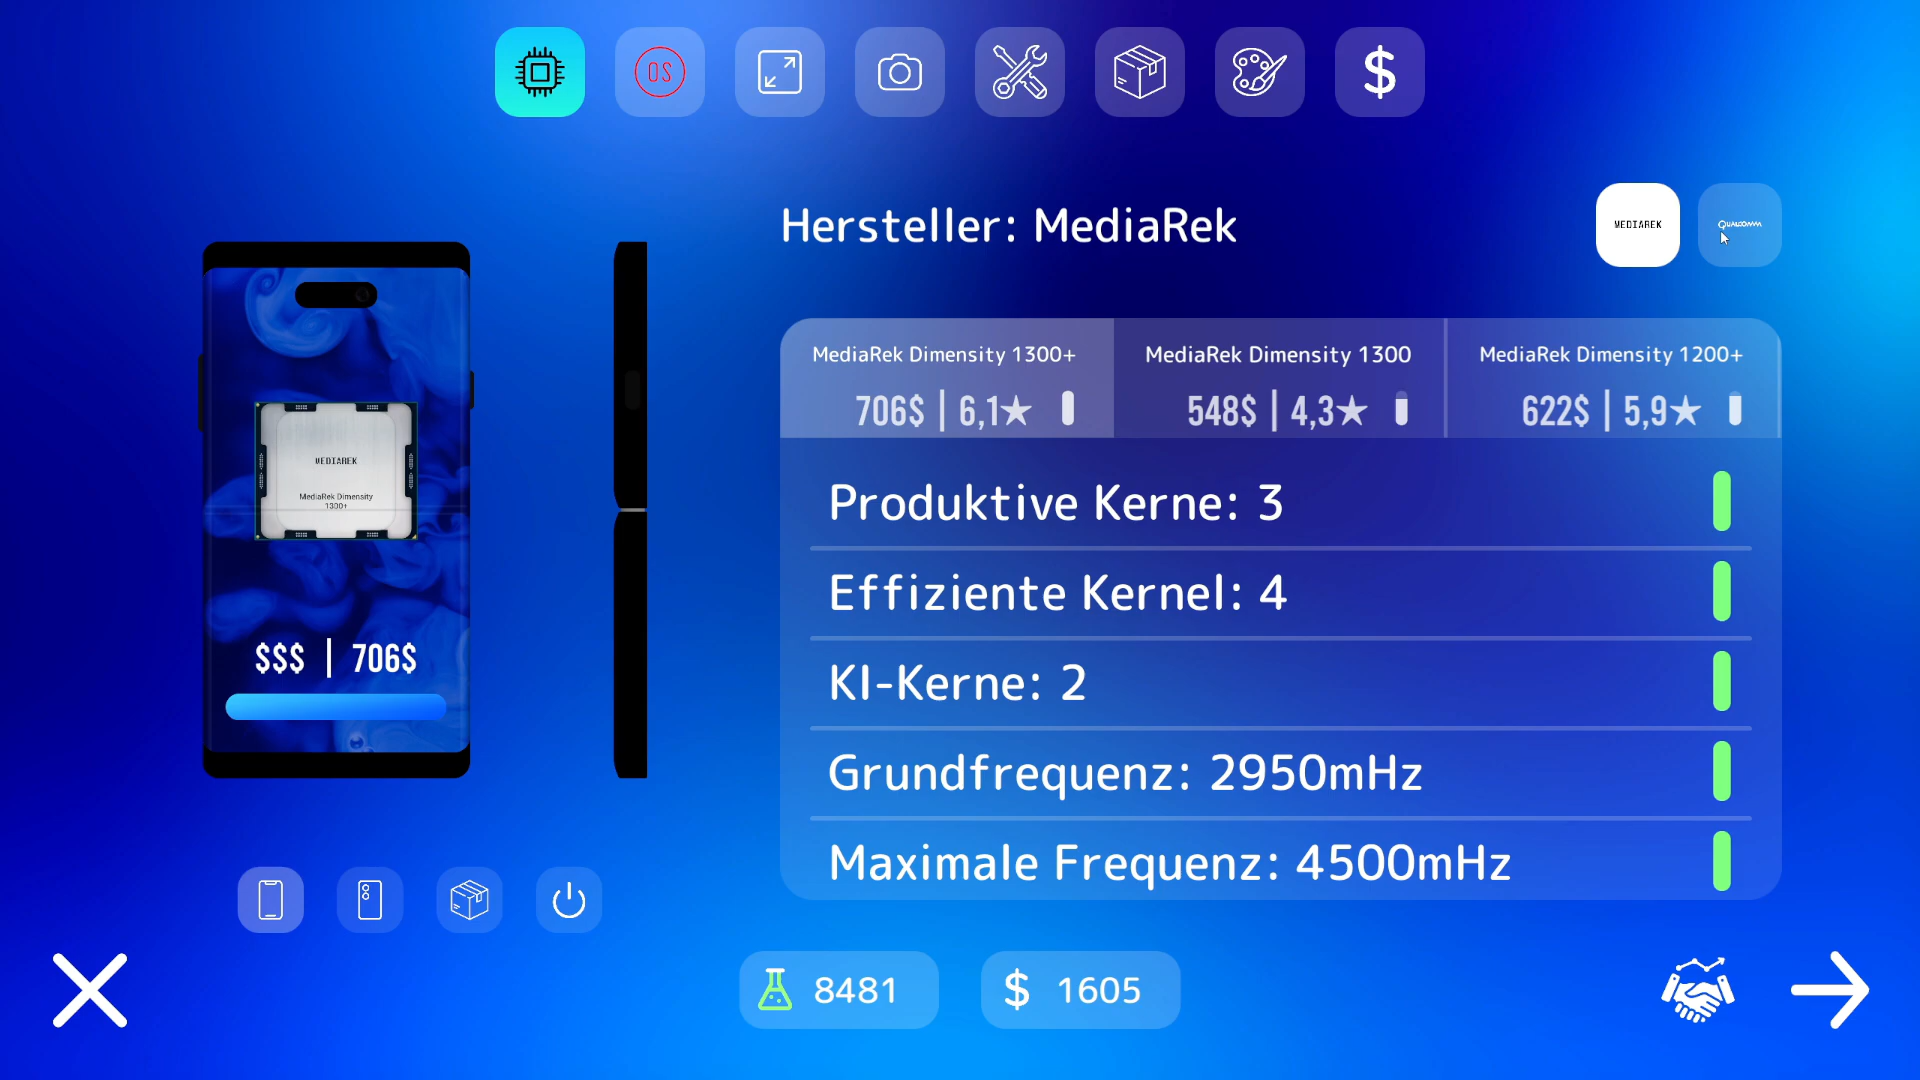 OS
$
Hersteller: MediaRek
MEDIAREK
QUALCOMM
MediaRek Dimensity 1300+
706$ | 6,1★
MediaRek Dimensity 1300
548$ | 4,3★
MediaRek Dimensity 1200+
622$ | 5,9★
Produktive Kerne: 3
Effiziente Kernel: 4
KI-Kerne: 2
Grundfrequenz: 2950mHz
Maximale Frequenz: 4500mHz
MEDIAREK
MediaRek Dimensity
1300+
$$$ | 706$
8481
$ 1605